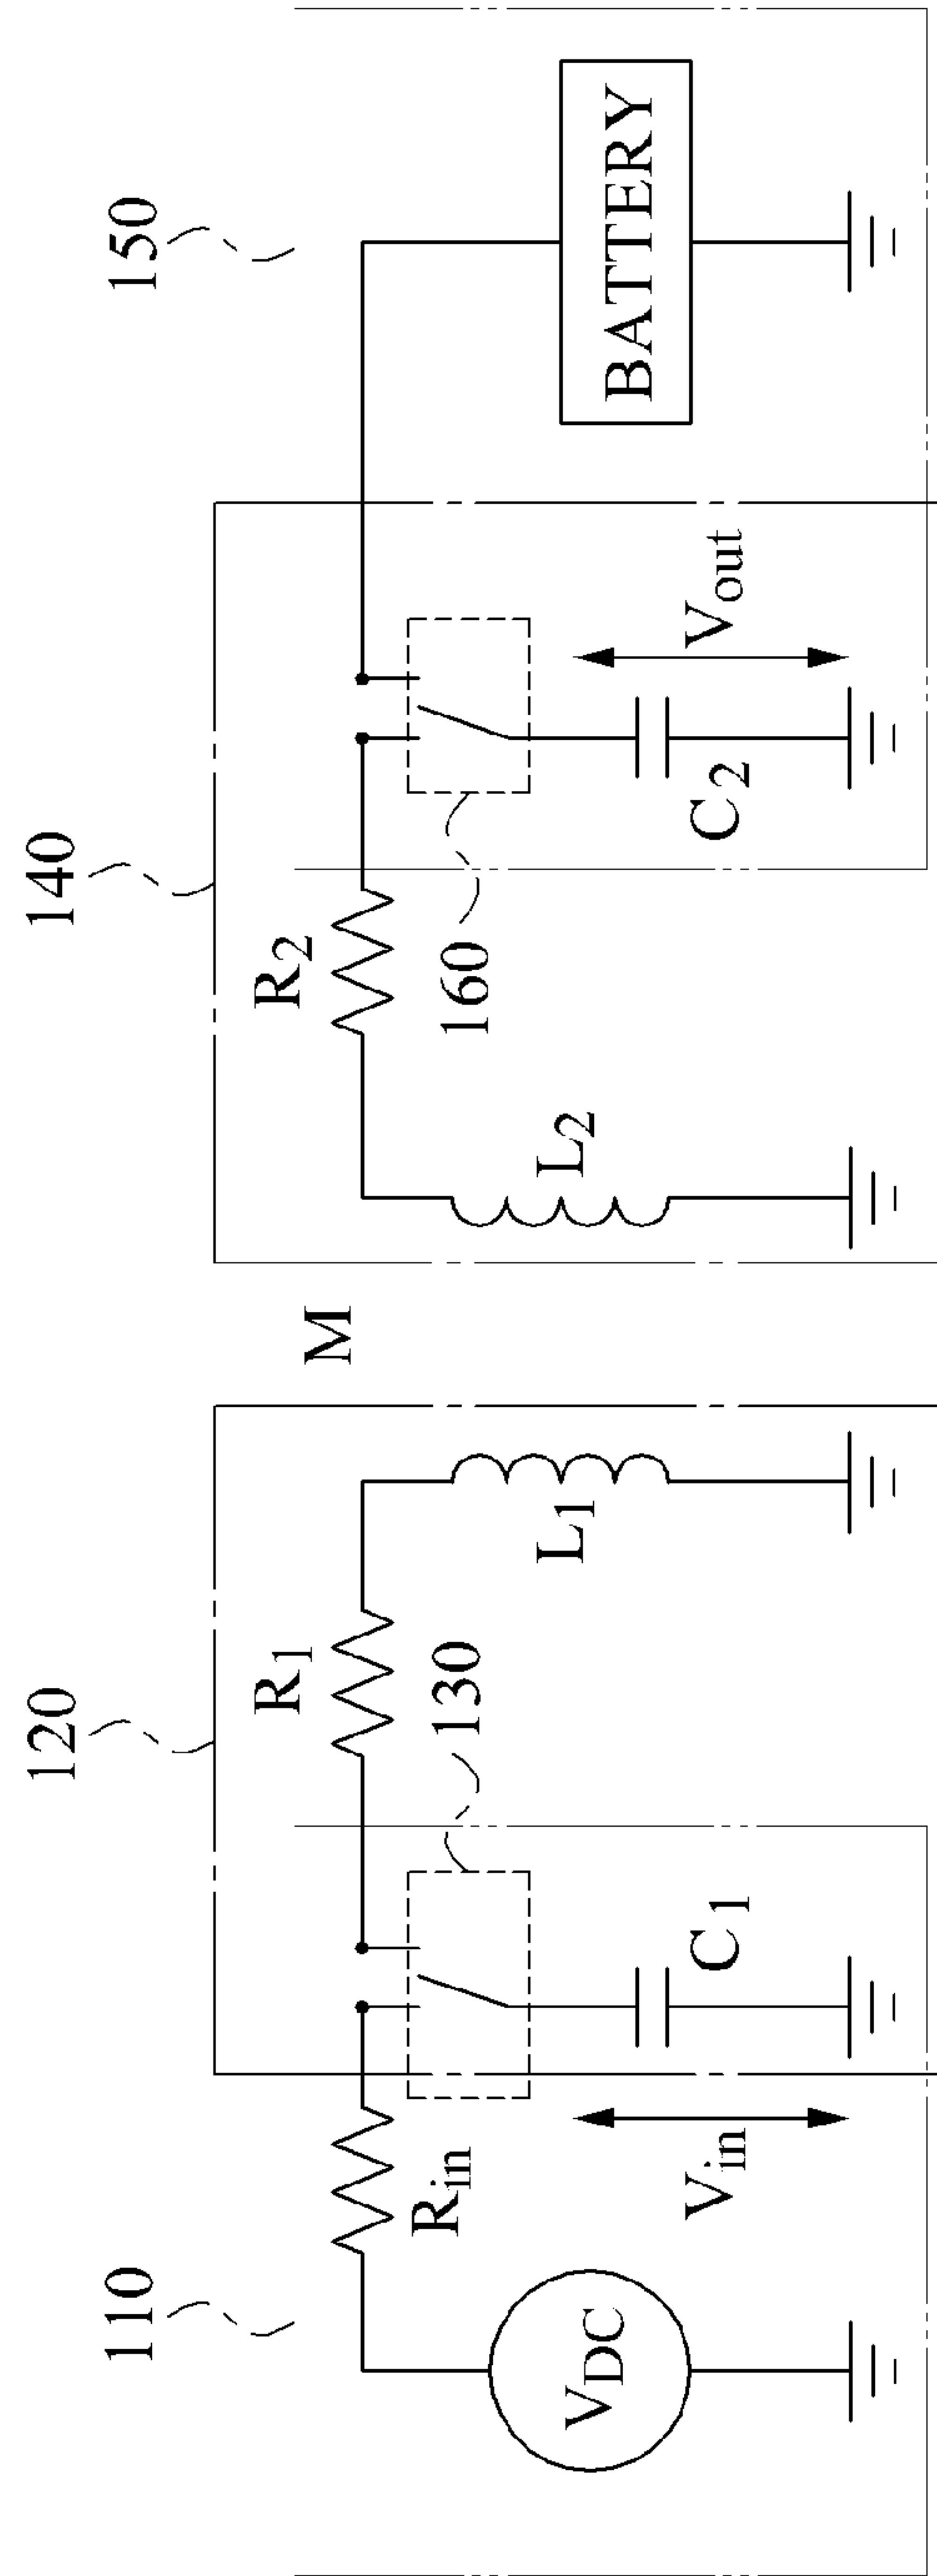 110
120
140
150
R1
M
R2
Rin
130
160
VDC
L1
L2
BATTERY
Vin
C1
C2
Vout